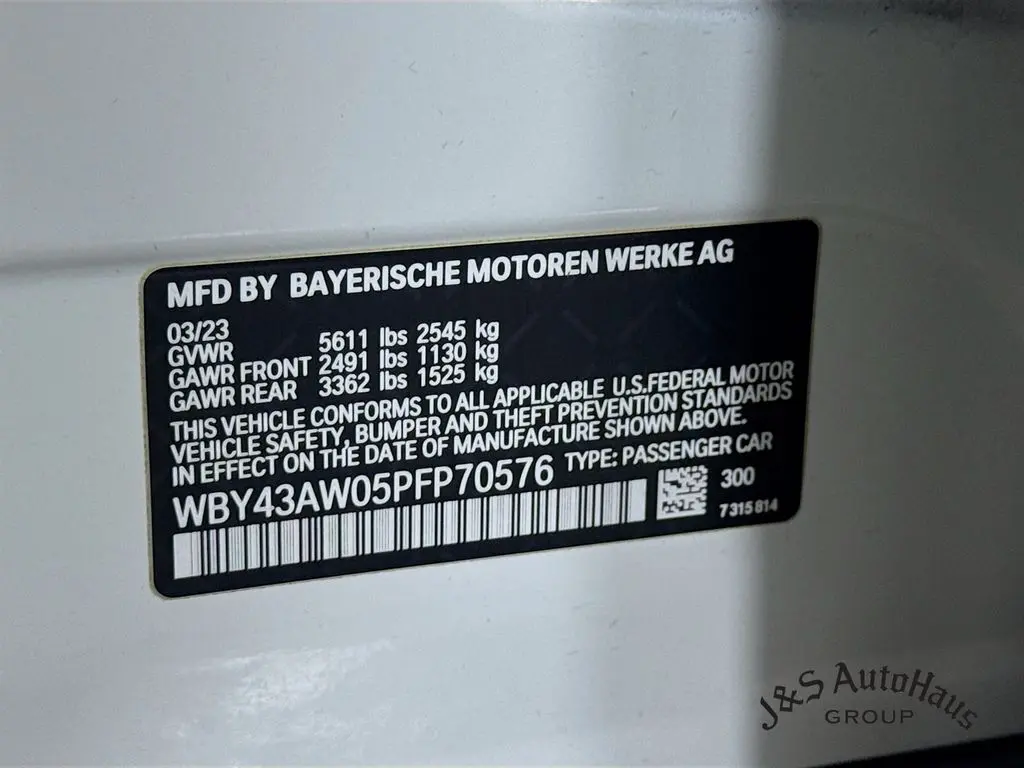 MFD BY BAYERISCHE MOTOREN WERKE AG
03/23
GVWR 5611 lbs 2545 kg
GAWR FRONT 2491 lbs 1130 kg
GAWR REAR 3362 lbs 1525 kg
THIS VEHICLE CONFORMS TO ALL APPLICABLE U.S.FEDERAL MOTOR
VEHICLE SAFETY, BUMPER AND THEFT PREVENTION STANDARDS
IN EFFECT ON THE DATE OF MANUFACTURE SHOWN ABOVE.
WBY43AW05PFP70576 TYPE: PASSENGER CAR
300
7315814
J&S AutoHaus
GROUP